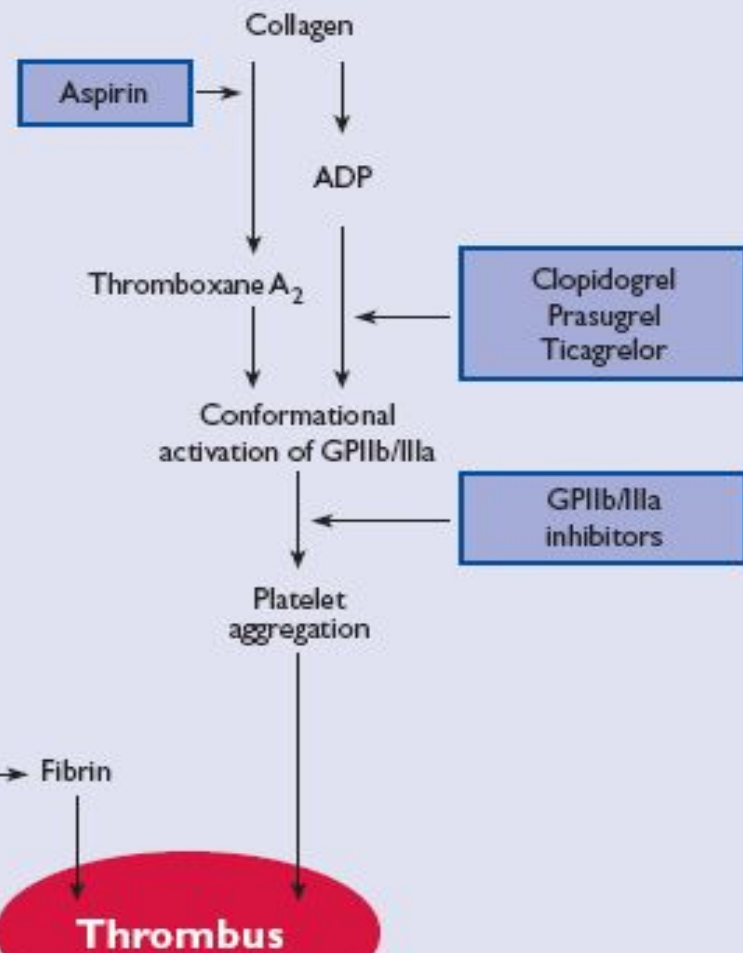 Collagen
Aspirin
ADP
Thromboxane A₂
Clopidogrel
Prasugrel
Ticagrelor
Conformational
activation of GPIIb/IIIa
GPIIb/IIIa
inhibitors
Platelet
aggregation
Fibrin
Thrombus